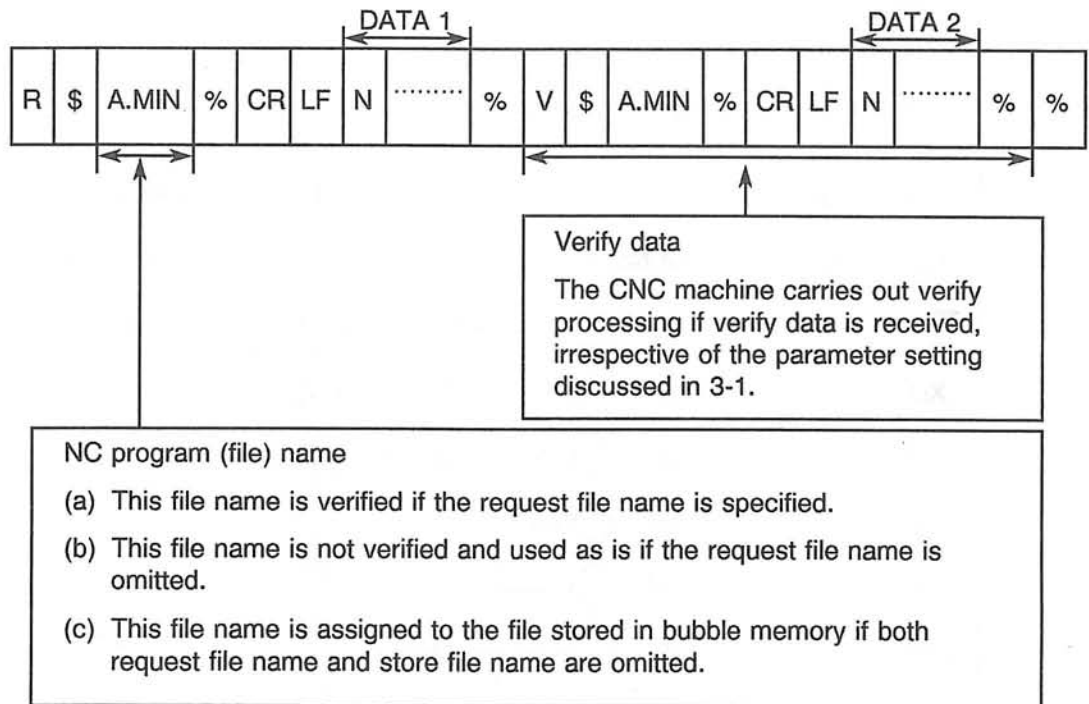 DATA 1 DATA 2
R $ A.MIN % CR LF N ········· % V $ A.MIN % CR LF N ········· % %
Verify data
The CNC machine carries out verify
processing if verify data is received,
irrespective of the parameter setting
discussed in 3-1.
NC program (file) name
(a) This file name is verified if the request file name is specified.
(b) This file name is not verified and used as is if the request file name is
omitted.
(c) This file name is assigned to the file stored in bubble memory if both
request file name and store file name are omitted.